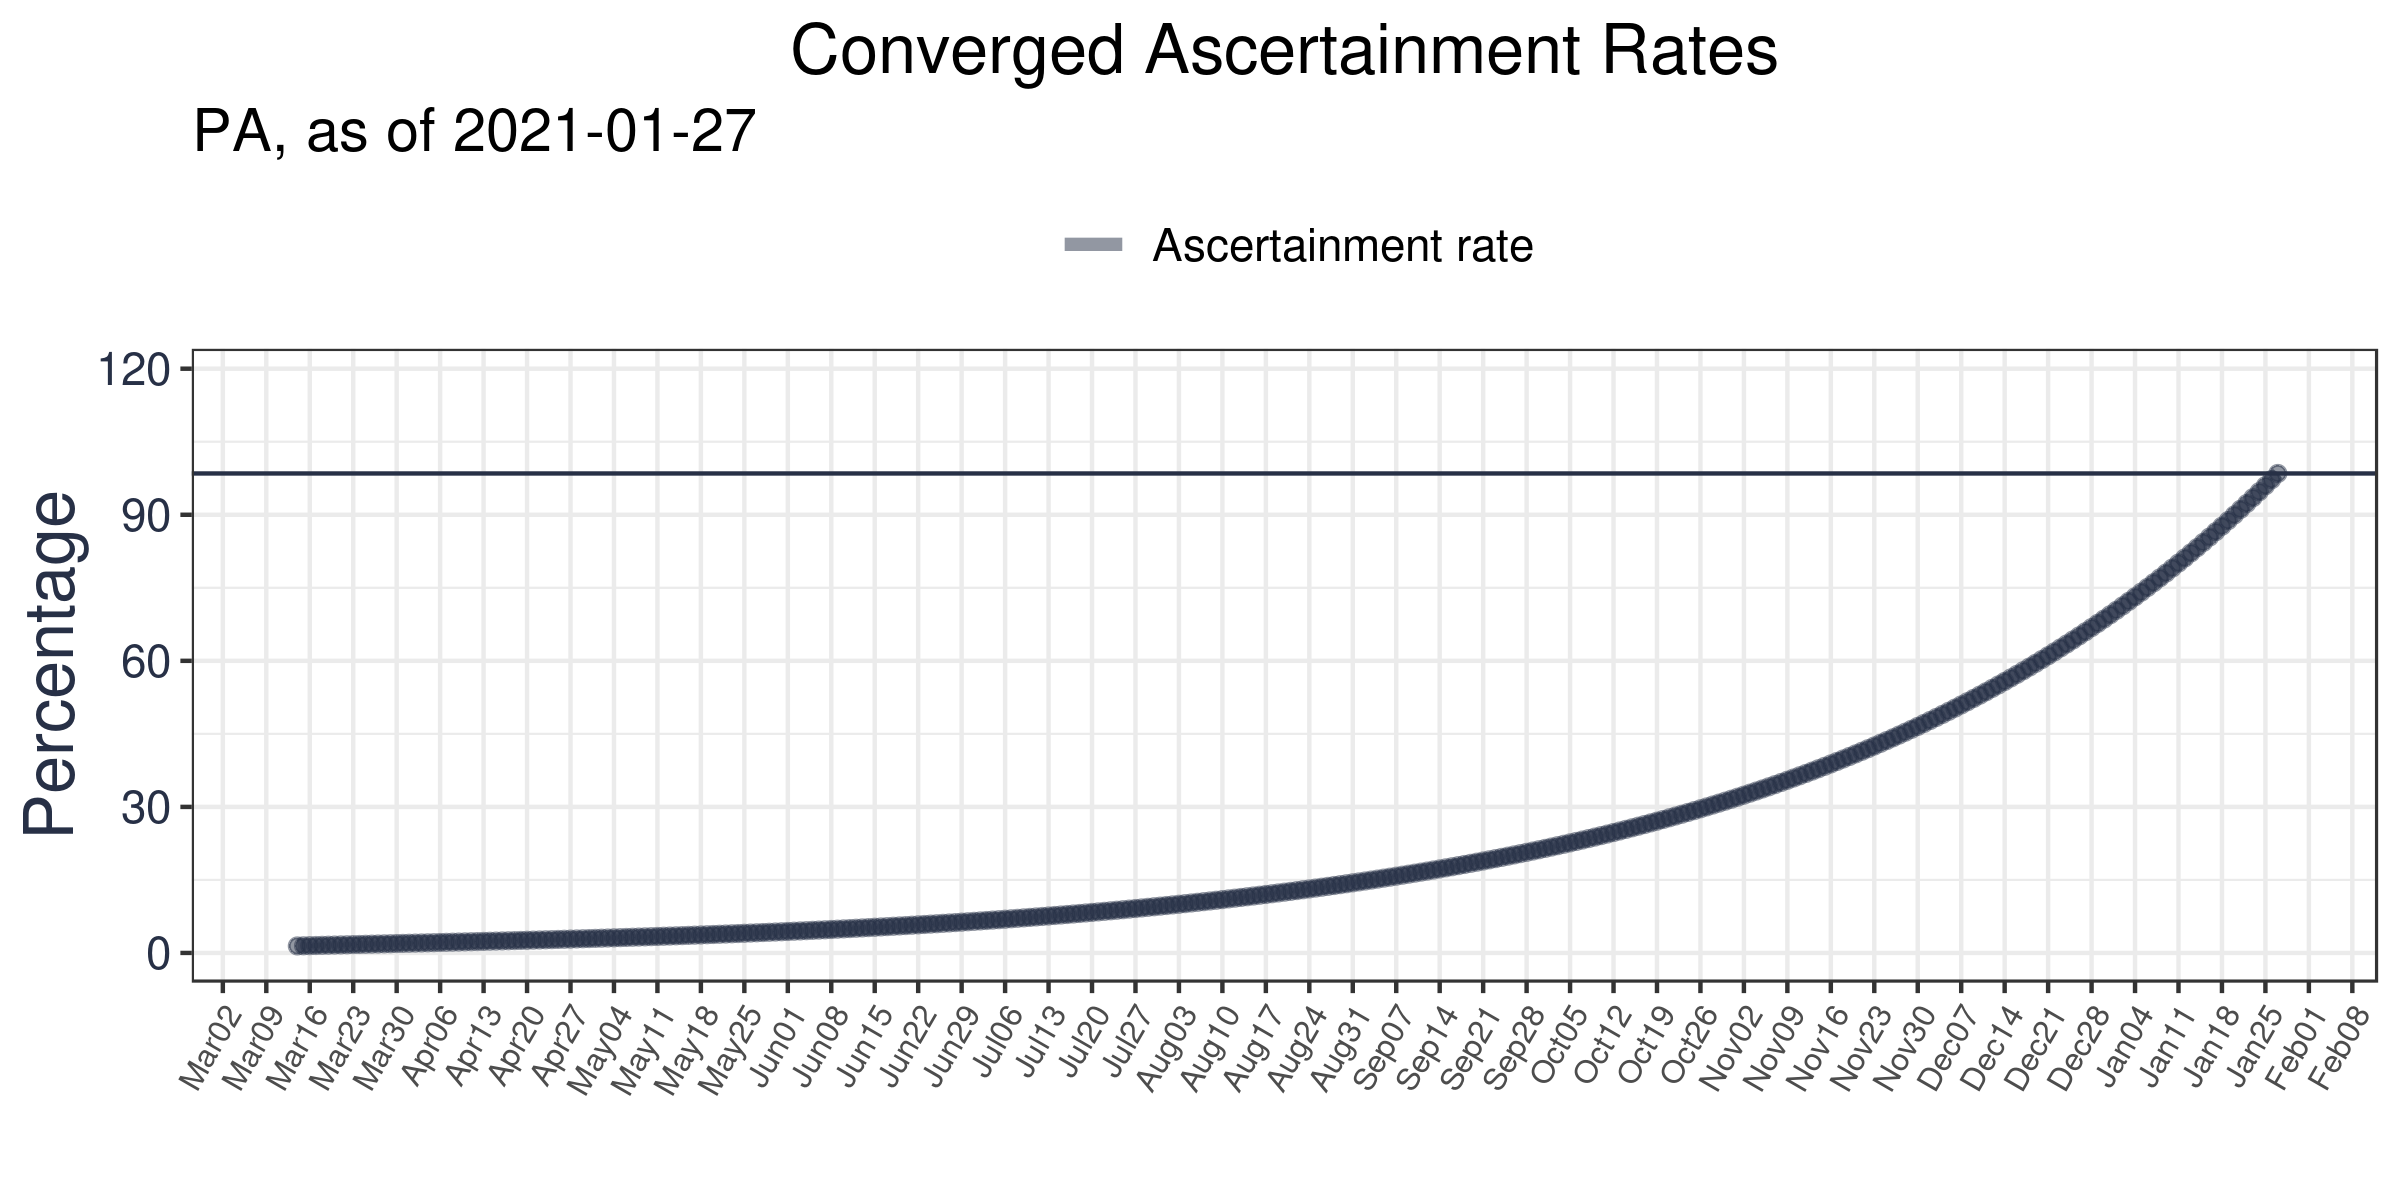 Converged Ascertainment Rates
PA, as of 2021-01-27
Ascertainment rate
Percentage
120
90
60
30
0
Mar02 Mar09 Mar16 Mar23 Mar30 Apr06 Apr13 Apr20 Apr27 May04 May11 May18 May25 Jun01 Jun08 Jun15 Jun22 Jun29 Jul06 Jul13 Jul20 Jul27 Aug03 Aug10 Aug17 Aug24 Aug31 Sep07 Sep14 Sep21 Sep28 Oct05 Oct12 Oct19 Oct26 Nov02 Nov09 Nov16 Nov23 Nov30 Dec07 Dec14 Dec21 Dec28 Jan04 Jan11 Jan18 Jan25 Feb01 Feb08